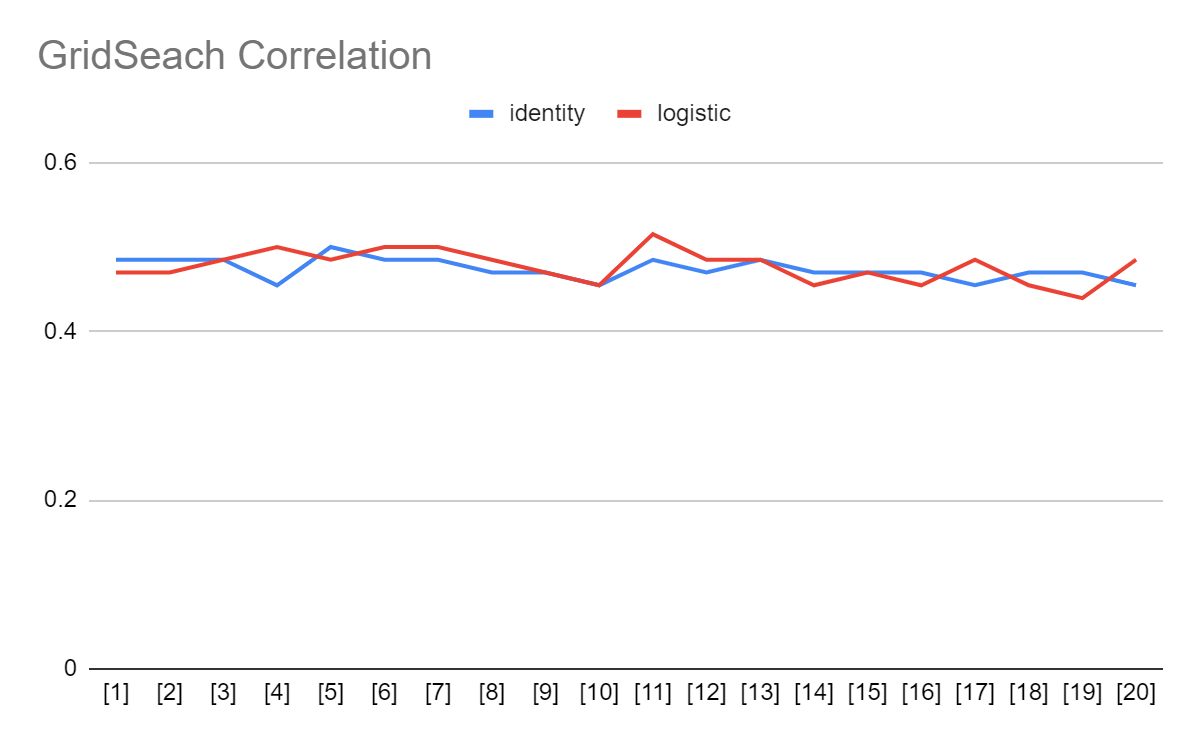 GridSeach Correlation
identity logistic
0.6
0.4
0.2
0
[1] [2] [3] [4] [5] [6] [7] [8] [9] [10] [11] [12] [13] [14] [15] [16] [17] [18] [19] [20]